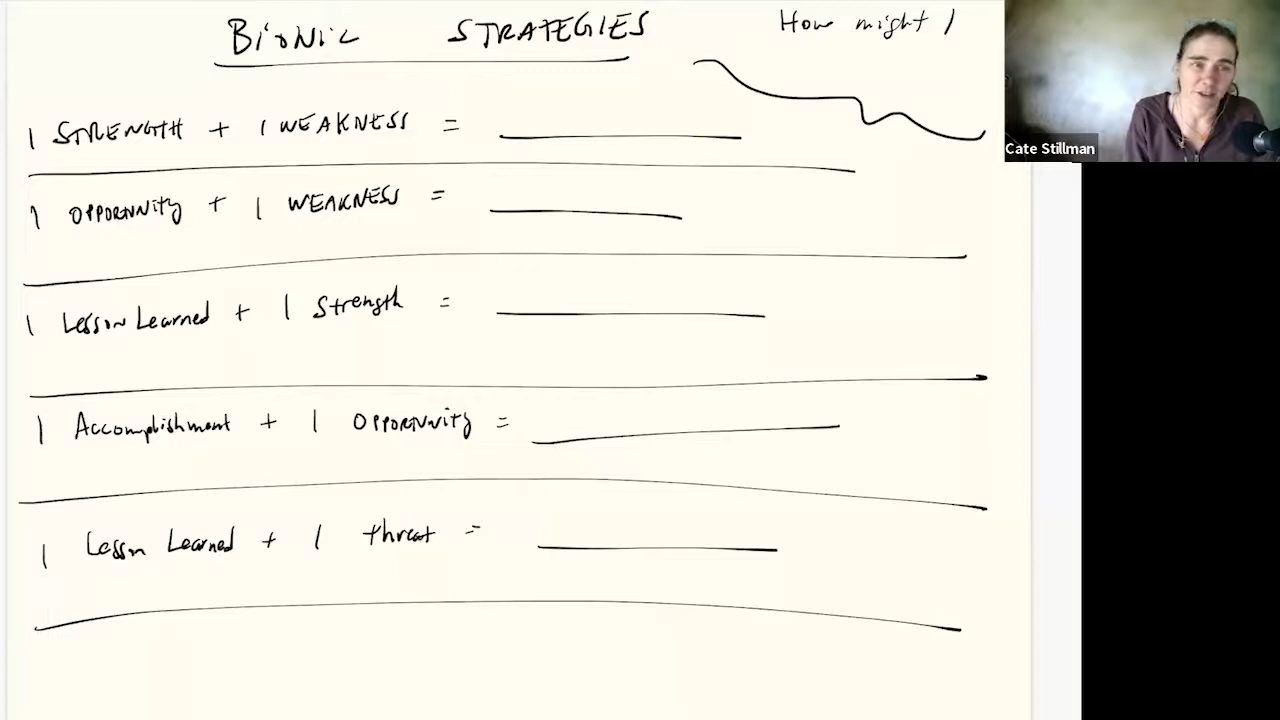 BiONiC STRATEGIES
How might I
1 STRENGTH + 1 WEAKNESS =
1 OPPORTUNITY + 1 WEAKNESS =
1 Lesson Learned + 1 Strength =
1 Accomplishment + 1 OPPORTUNITY =
1 Lesson Learned + 1 threat =
Cate Stillman